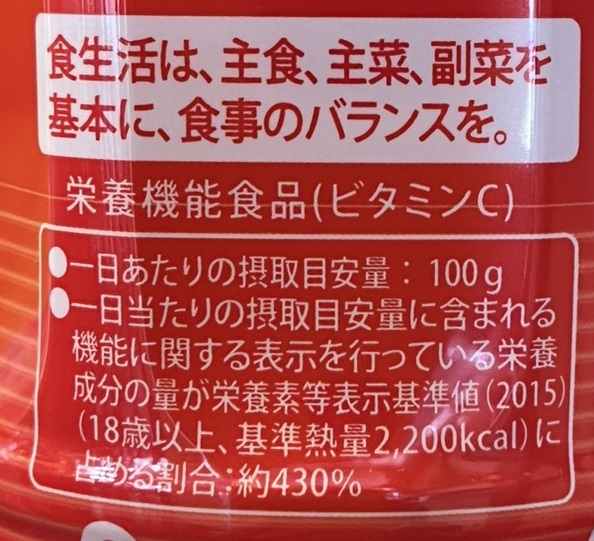 食生活は、主食、主菜、副菜を
基本に、食事のバランスを。
栄養機能食品(ビタミンC)
●一日あたりの摂取目安量：100g
●一日当たりの摂取目安量に含まれる
機能に関する表示を行っている栄養
成分の量が栄養素等表示基準値(2015)
(18歳以上、基準熱量2,200kcal)に
占める割合：約430%